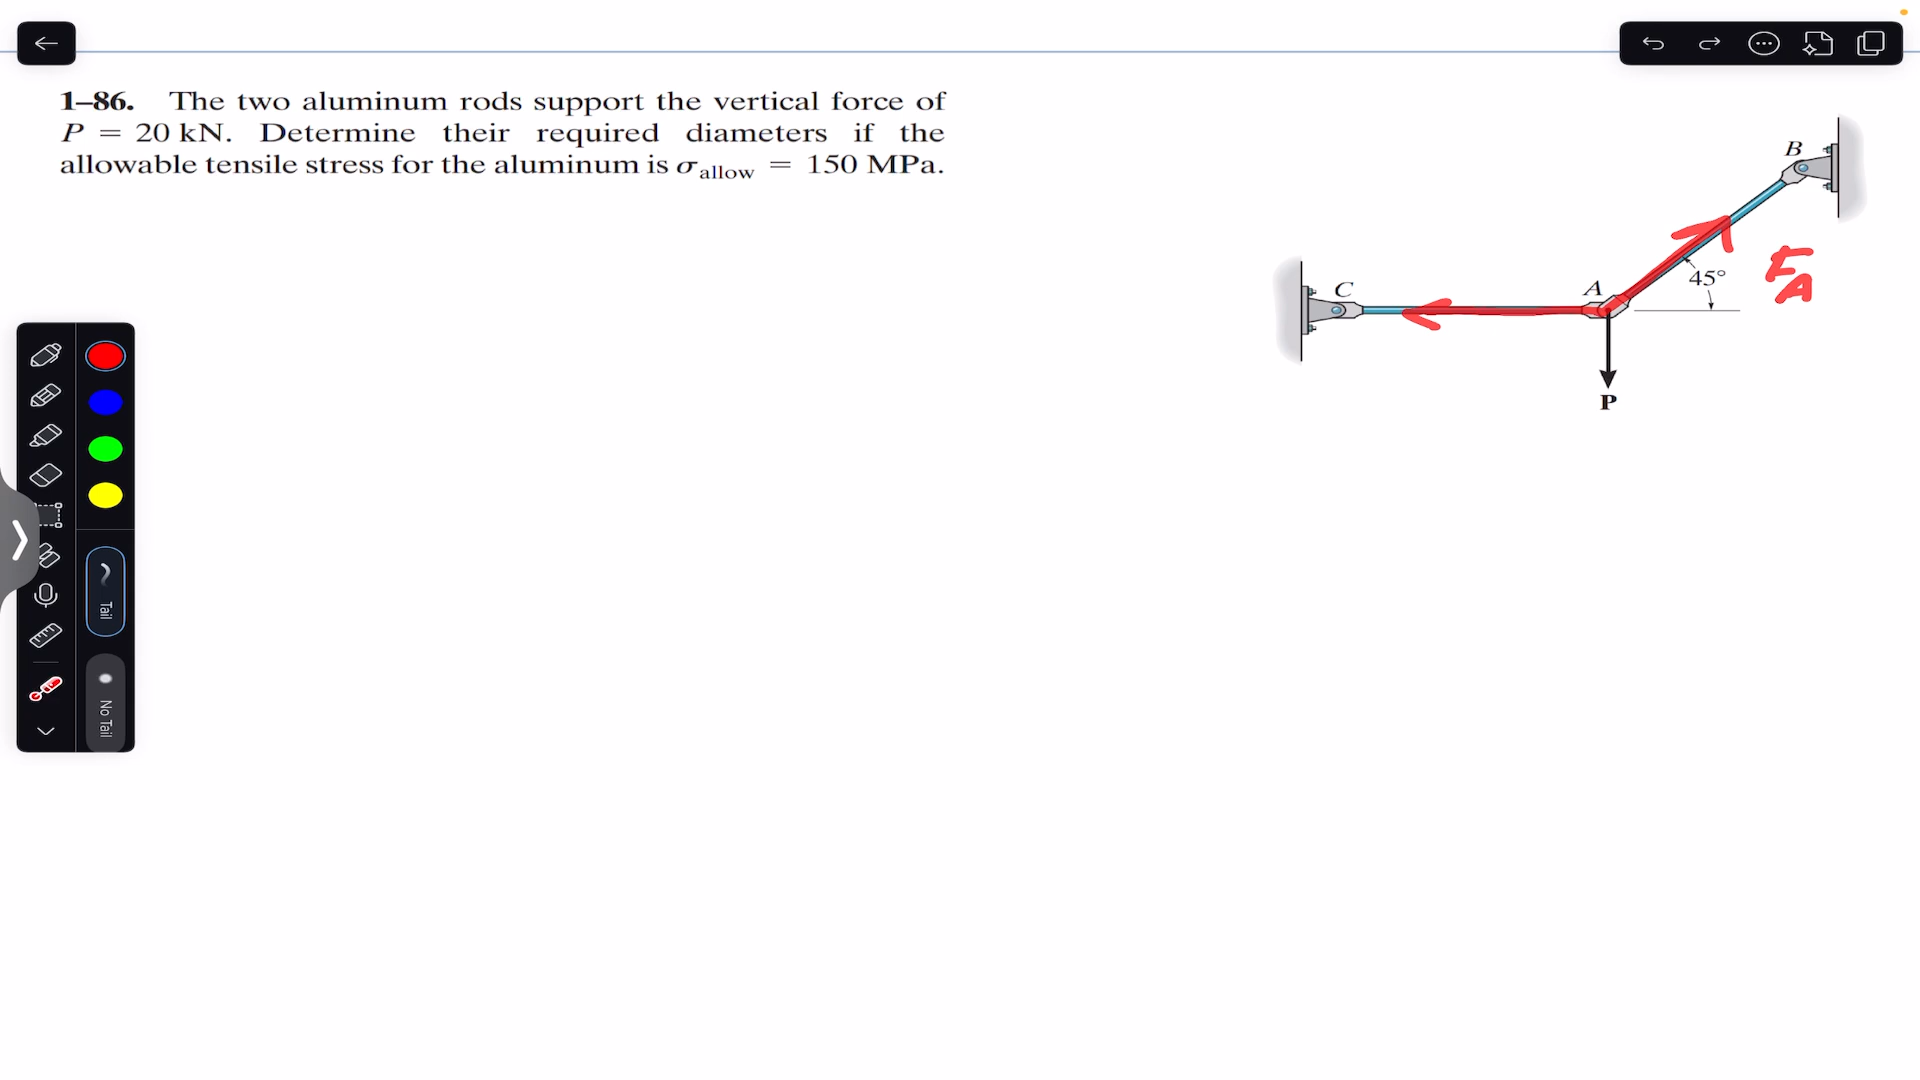 1–86. The two aluminum rods support the vertical force of
P = 20 kN. Determine their required diameters if the
allowable tensile stress for the aluminum is σallow = 150 MPa.
B
C
A
45°
FA
P
Tail
No Tail